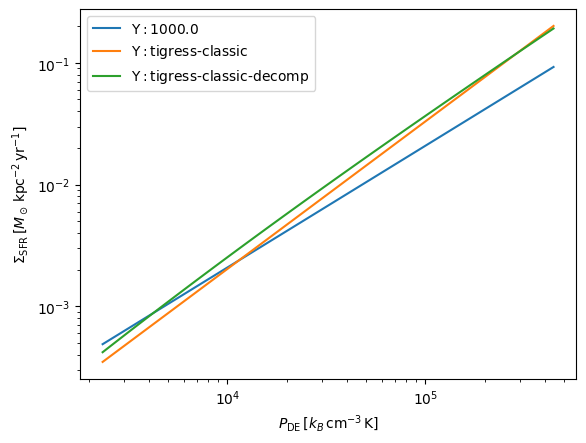 Υ : 1000.0
Υ : tigress-classic
Υ : tigress-classic-decomp
10⁻¹
10⁻²
10⁻³
Σ_SFR [M_⊙ kpc⁻² yr⁻¹]
10⁴
10⁵
P_DE [k_B cm⁻³ K]